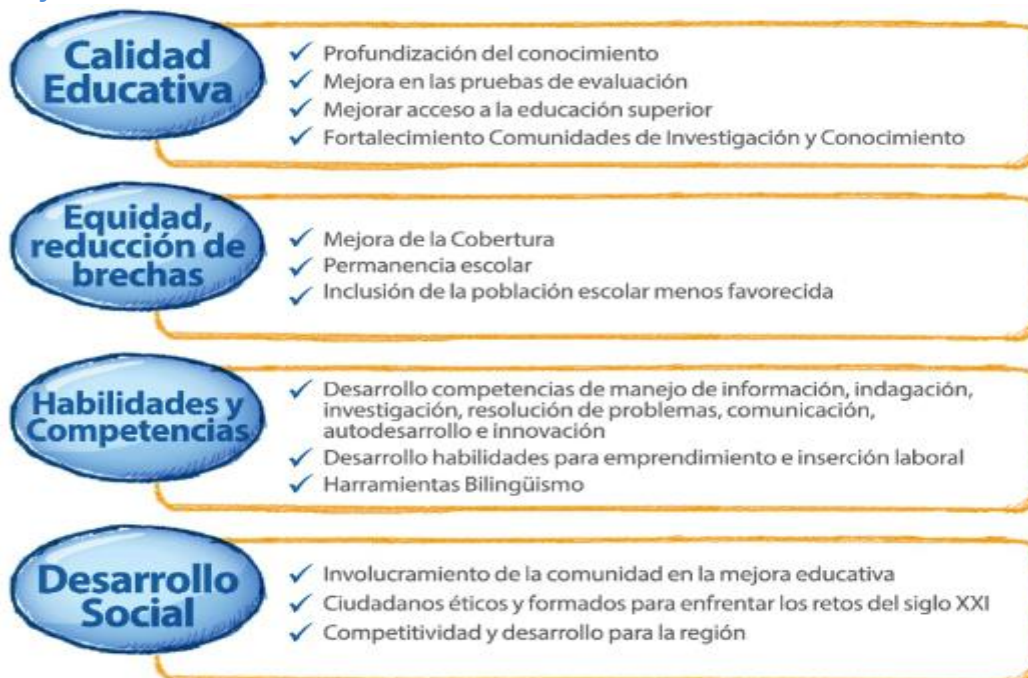 Calidad
Educativa
✓ Profundización del conocimiento
✓ Mejora en las pruebas de evaluación
✓ Mejorar acceso a la educación superior
✓ Fortalecimiento Comunidades de Investigación y Conocimiento
Equidad,
reducción de
brechas
✓ Mejora de la Cobertura
✓ Permanencia escolar
✓ Inclusión de la población escolar menos favorecida
Habilidades y
Competencias
✓ Desarrollo competencias de manejo de información, indagación,
investigación, resolución de problemas, comunicación,
autodesarrollo e innovación
✓ Desarrollo habilidades para emprendimiento e inserción laboral
✓ Harramientas Bilingüismo
Desarrollo
Social
✓ Involucramiento de la comunidad en la mejora educativa
✓ Ciudadanos éticos y formados para enfrentar los retos del siglo XXI
✓ Competitividad y desarrollo para la región